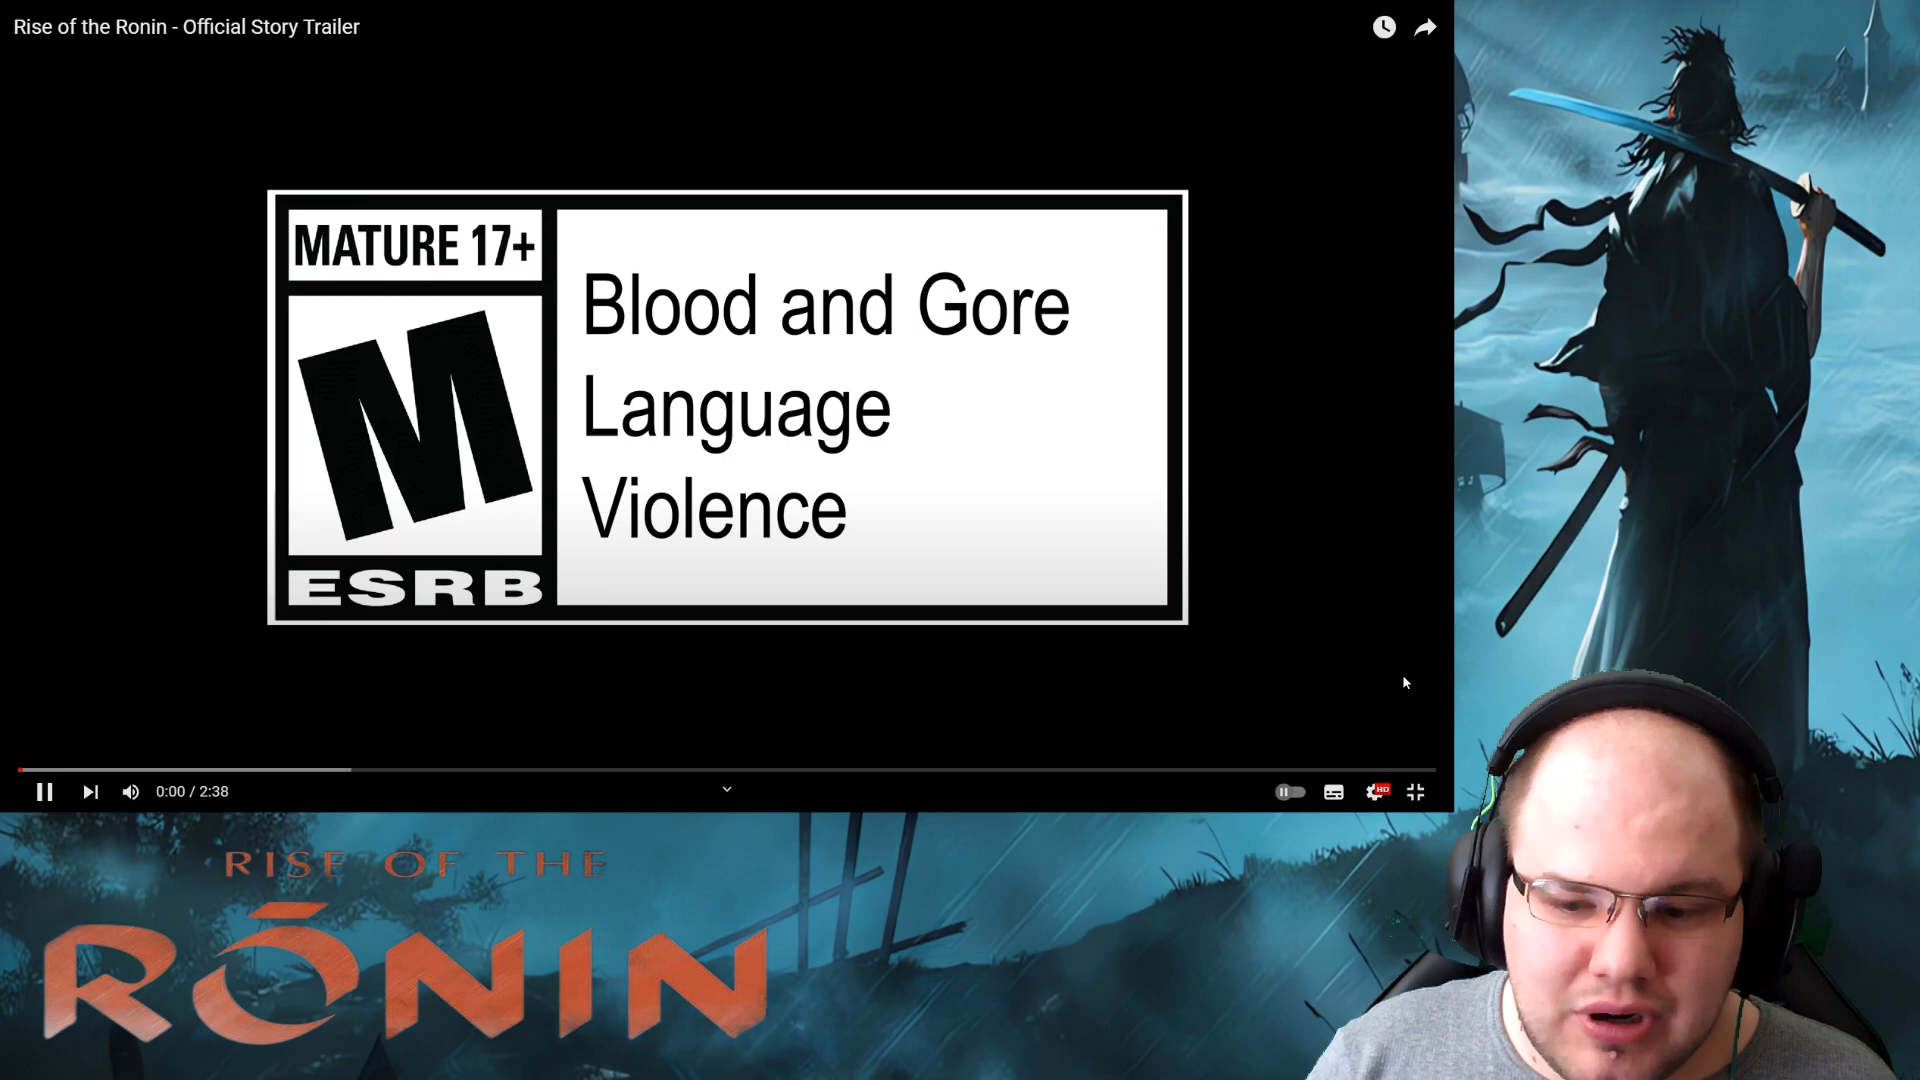 Rise of the Ronin - Official Story Trailer
MATURE 17+
M
ESRB
Blood and Gore
Language
Violence
0:00 / 2:38
HD
RISE OF THE
RŌNIN